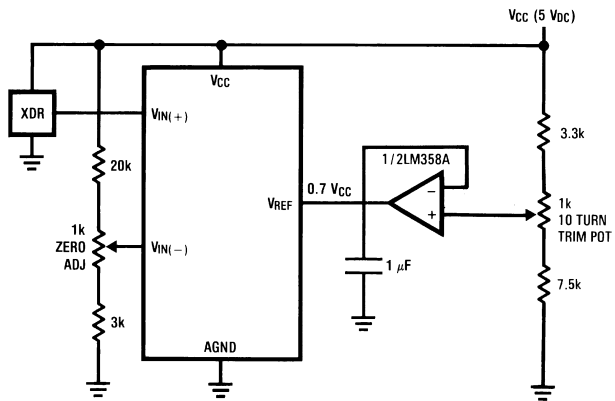 VCC (5 VDC)
XDR
VCC
VIN(+)
20k
1k
ZERO
ADJ
VIN(−)
3k
AGND
VREF
0.7 VCC
1/2LM358A
−
+
1 μF
3.3k
1k
10 TURN
TRIM POT
7.5k